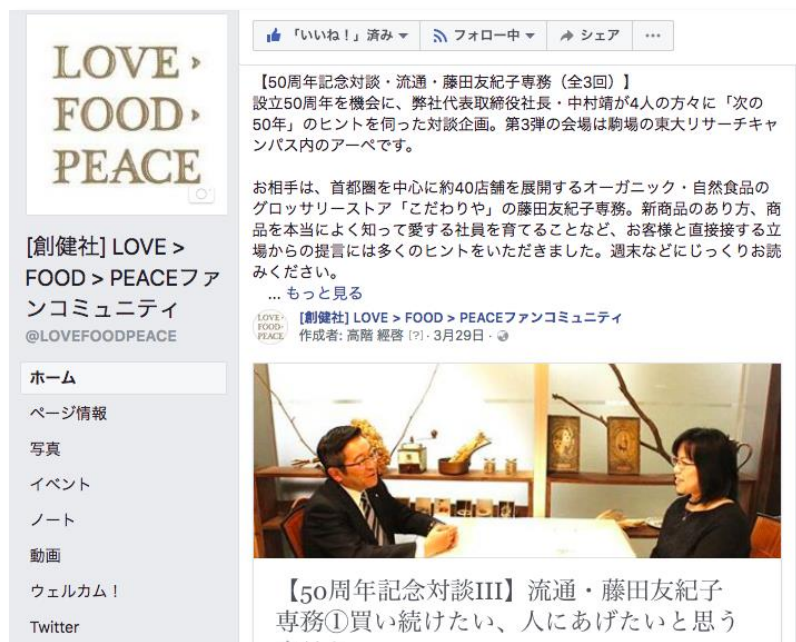 LOVE >
FOOD >
PEACE
[創健社] LOVE >
FOOD > PEACEファ
ンコミュニティ
@LOVEFOODPEACE
ホーム
ページ情報
写真
イベント
ノート
動画
ウェルカム！
Twitter
「いいね！」済み
フォロー中
シェア
...
【50周年記念対談・流通・藤田友紀子専務（全3回）】
設立50周年を機会に、弊社代表取締役社長・中村靖が4人の方々に「次の
50年」のヒントを伺った対談企画。第3弾の会場は駒場の東大リサーチキャ
ンパス内のアーペです。
お相手は、首都圏を中心に約40店舗を展開するオーガニック・自然食品の
グロッサリーストア「こだわりや」の藤田友紀子専務。新商品のあり方、商
品を本当によく知って愛する社員を育てることなど、お客様と直接接する立
場からの提言には多くのヒントをいただきました。週末などにじっくりお読
みください。
... もっと見る
LOVE >
FOOD >
PEACE
[創健社] LOVE > FOOD > PEACEファンコミュニティ
作成者: 高階 經啓 [?] · 3月29日 ·
【50周年記念対談III】流通・藤田友紀子
専務①買い続けたい、人にあげたいと思う